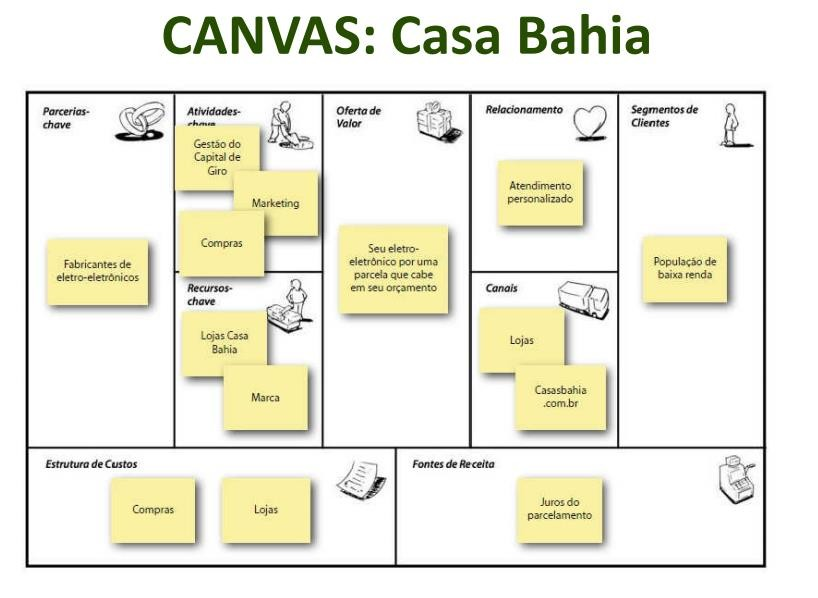 CANVAS: Casa Bahia
Parcerias-
chave
Fabricantes de
eletro-eletrônicos
Atividades-
chave
Gestão do
Capital de
Giro
Marketing
Compras
Recursos-
chave
Lojas Casa
Bahia
Marca
Oferta de
Valor
Seu eletro-
eletrônico por uma
parcela que cabe
em seu orçamento
Relacionamento
Atendimento
personalizado
Canais
Lojas
Casasbahia
.com.br
Segmentos de
Clientes
População de
baixa renda
Estrutura de Custos
Compras
Lojas
Fontes de Receita
Juros do
parcelamento